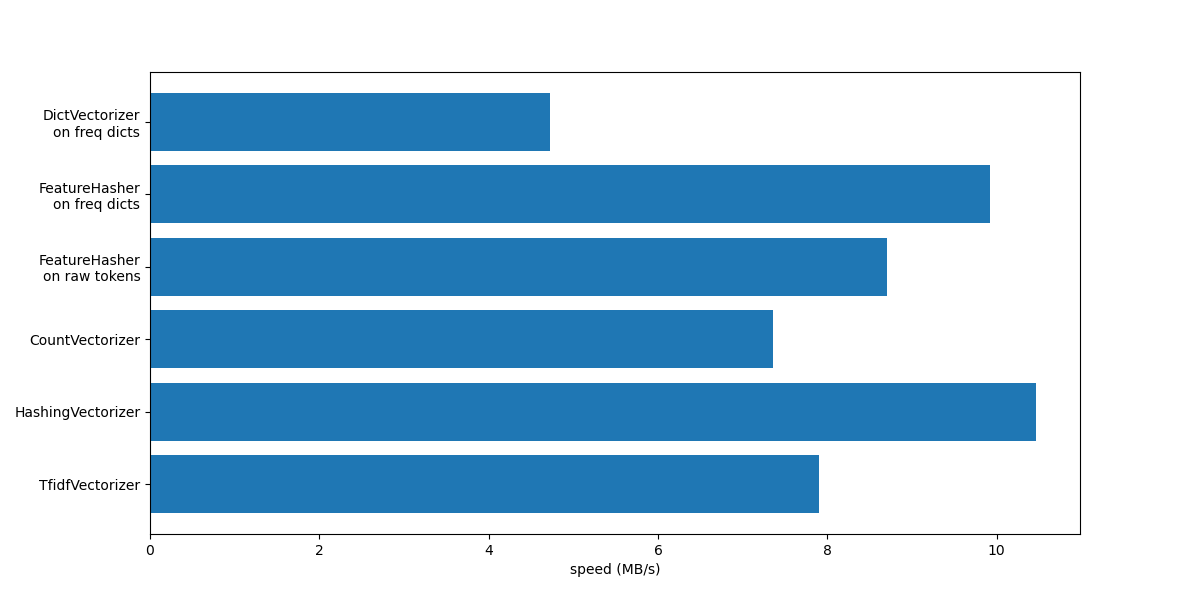 DictVectorizer
on freq dicts
FeatureHasher
on freq dicts
FeatureHasher
on raw tokens
CountVectorizer
HashingVectorizer
TfidfVectorizer
0 2 4 6 8 10
speed (MB/s)